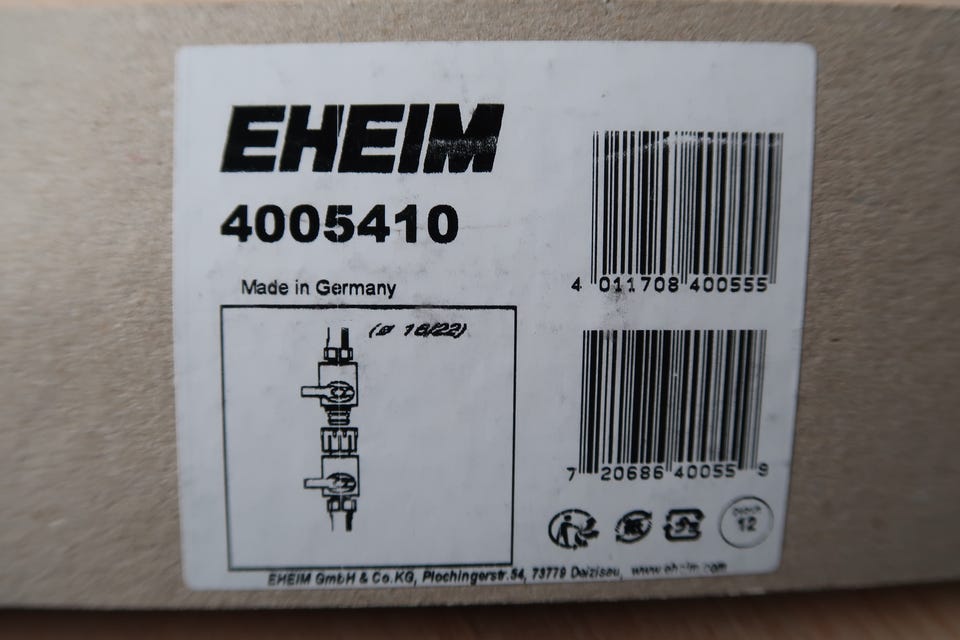 EHEIM
4005410
Made in Germany
(ø 16/22)
4 011708 400555
7 20686 40055 9
12
EHEIM GmbH & Co.KG, Plochingerstr.54, 73779 Deizisau, www.eheim.com